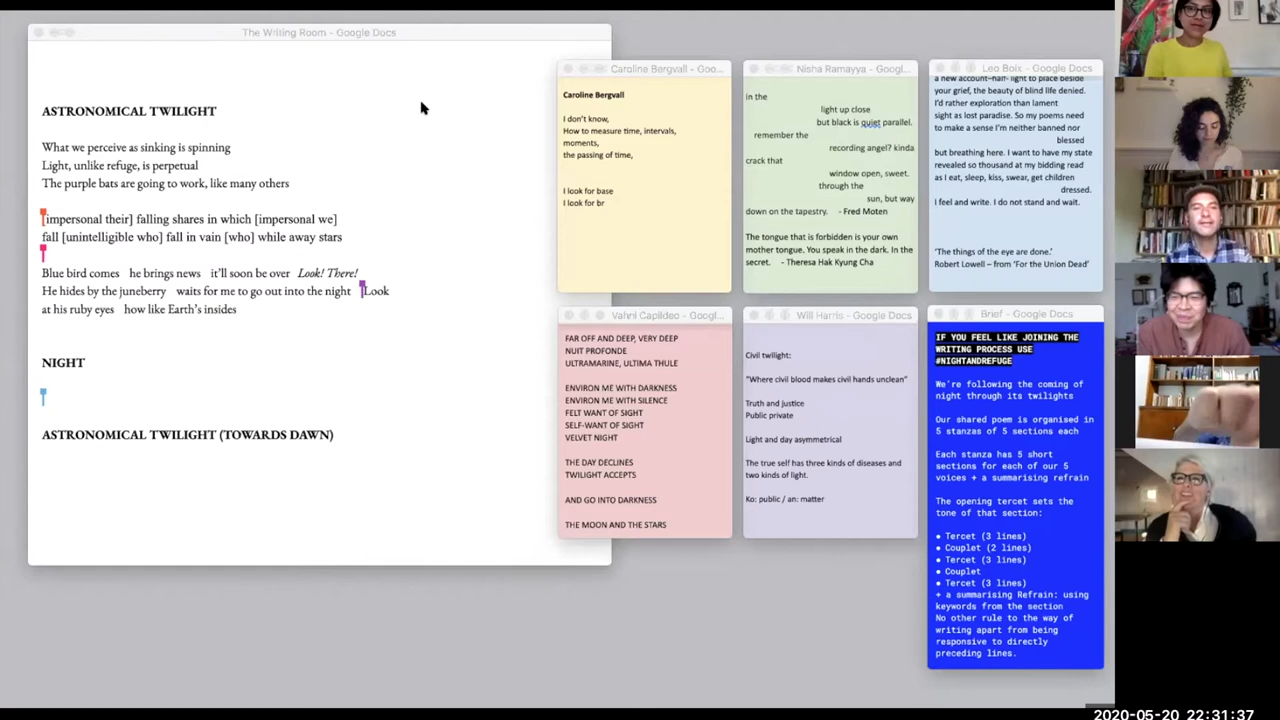 The Writing Room - Google Docs
ASTRONOMICAL TWILIGHT
What we perceive as sinking is spinning
Light, unlike refuge, is perpetual
The purple bats are going to work, like many others
[impersonal their] falling shares in which [impersonal we]
fall [unintelligible who] fall in vain [who] while away stars
Blue bird comes he brings news it'll soon be over Look! There!
He hides by the juneberry waits for me to go out into the night Look
at his ruby eyes how like Earth's insides
NIGHT
ASTRONOMICAL TWILIGHT (TOWARDS DAWN)
Caroline Bergvall - Goo...
Caroline Bergvall
I don't know,
How to measure time, intervals,
moments,
the passing of time,
I look for base
I look for br
Nisha Ramayya - Googl...
in the
light up close
but black is quiet parallel.
remember the
recording angel? kinda
crack that
window open, sweet.
through the
sun, but way
down on the tapestry. - Fred Moten
The tongue that is forbidden is your own
mother tongue. You speak in the dark. In the
secret. - Theresa Hak Kyung Cha
Leo Boix - Google Docs
a new account–half- light to place beside
your grief, the beauty of blind life denied.
I'd rather exploration than lament
sight as lost paradise. So my poems need
to make a sense I'm neither banned nor
blessed
but breathing here. I want to have my state
revealed so thousand at my bidding read
as I eat, sleep, kiss, swear, get children
dressed.
I feel and write. I do not stand and wait.
'The things of the eye are done.'
Robert Lowell – from 'For the Union Dead'
Vahni Capildeo - Googl...
FAR OFF AND DEEP, VERY DEEP
NUIT PROFONDE
ULTRAMARINE, ULTIMA THULE
ENVIRON ME WITH DARKNESS
ENVIRON ME WITH SILENCE
FELT WANT OF SIGHT
SELF-WANT OF SIGHT
VELVET NIGHT
THE DAY DECLINES
TWILIGHT ACCEPTS
AND GO INTO DARKNESS
THE MOON AND THE STARS
Will Harris - Google Docs
Civil twilight:
"Where civil blood makes civil hands unclean"
Truth and justice
Public private
Light and day asymmetrical
The true self has three kinds of diseases and
two kinds of light.
Ko: public / an: matter
Brief - Google Docs
IF YOU FEEL LIKE JOINING THE
WRITING PROCESS USE
#NIGHTANDREFUGE
We're following the coming of
night through its twilights
Our shared poem is organised in
5 stanzas of 5 sections each
Each stanza has 5 short
sections for each of our 5
voices + a summarising refrain
The opening tercet sets the
tone of that section:
● Tercet (3 lines)
● Couplet (2 lines)
● Tercet (3 lines)
● Couplet
● Tercet (3 lines)
+ a summarising Refrain: using
keywords from the section
No other rule to the way of
writing apart from being
responsive to directly
preceding lines.
2020-05-20 22:31:37